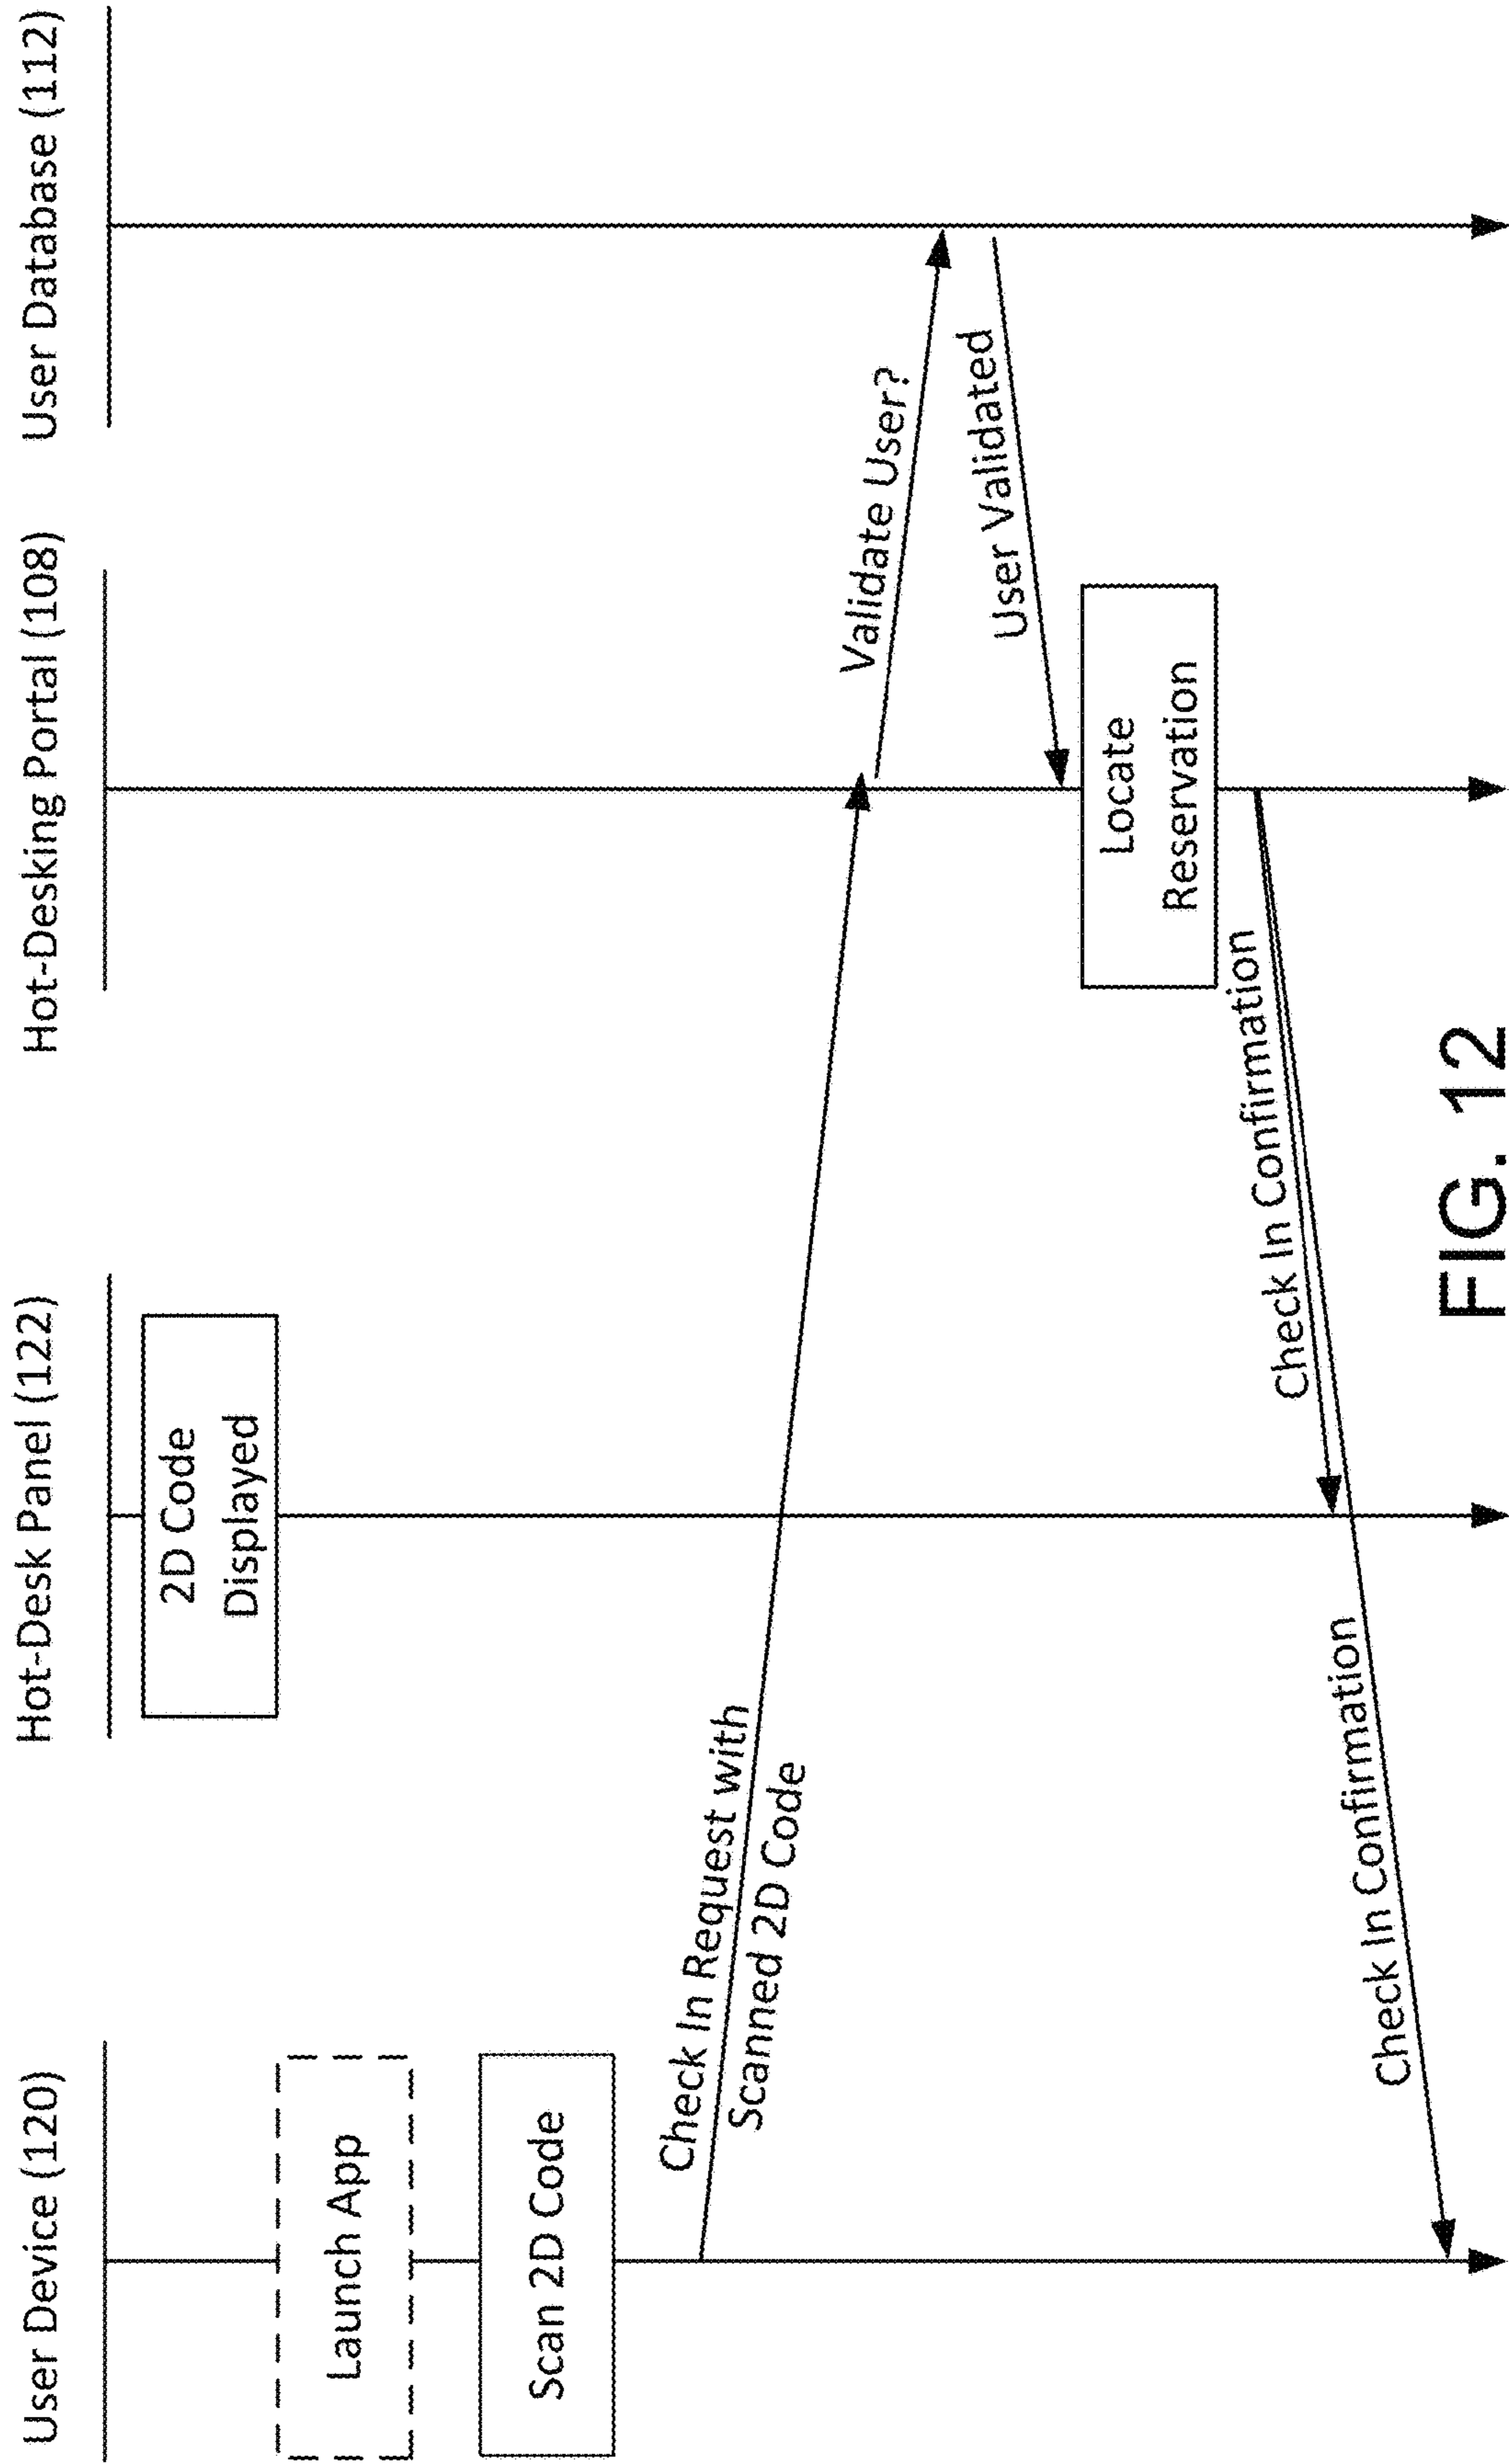 User Device (120)
Hot-Desk Panel (122)
Hot-Desking Portal (108)
User Database (112)
2D Code
Displayed
Launch App
Scan 2D Code
Check In Request with
Scanned 2D Code
Validate User?
User Validated
Locate
Reservation
Check In Confirmation
Check In Confirmation
FIG. 12